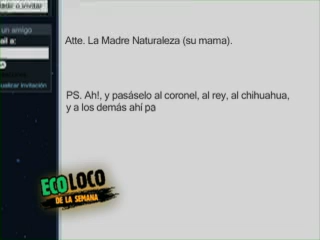 adir o invitar
un amigo
ail a:
ualizar invitación
Atte. La Madre Naturaleza (su mama).
PS. Ah!, y pasáselo al coronel, al rey, al chihuahua,
y a los demás ahí pa
ECOLOCO
DE LA SEMANA